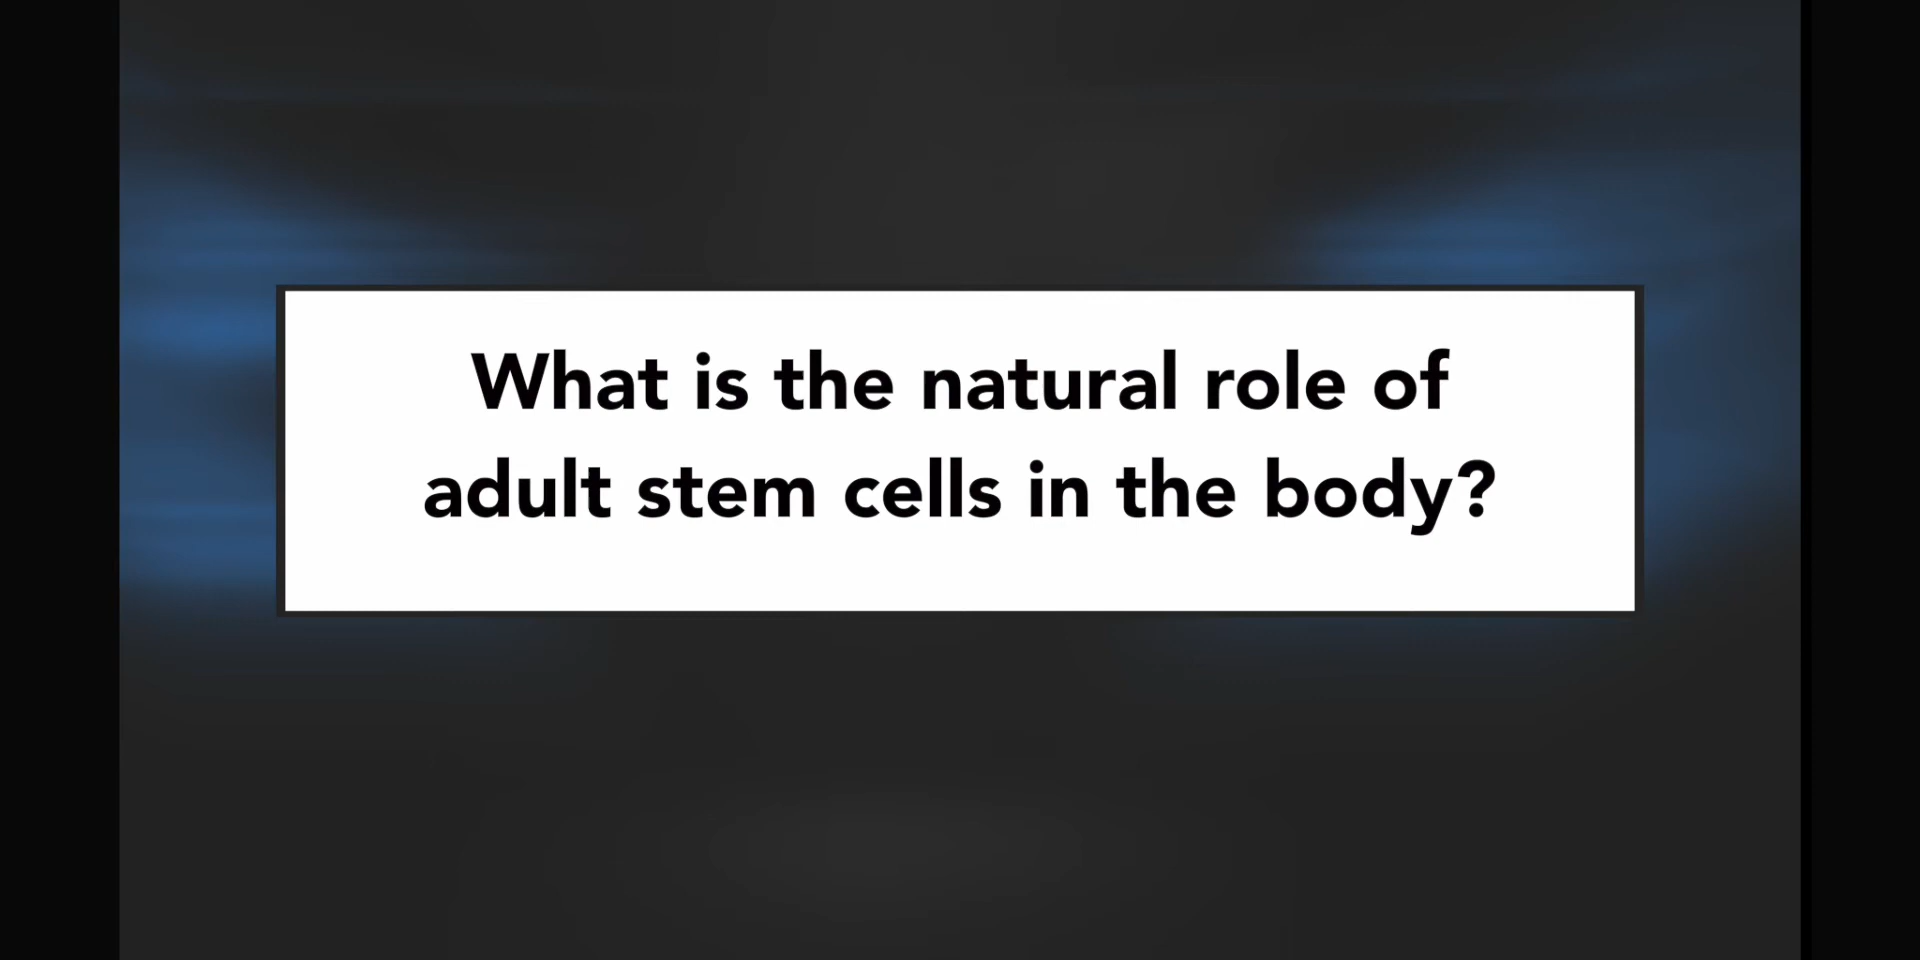 What is the natural role of
adult stem cells in the body?